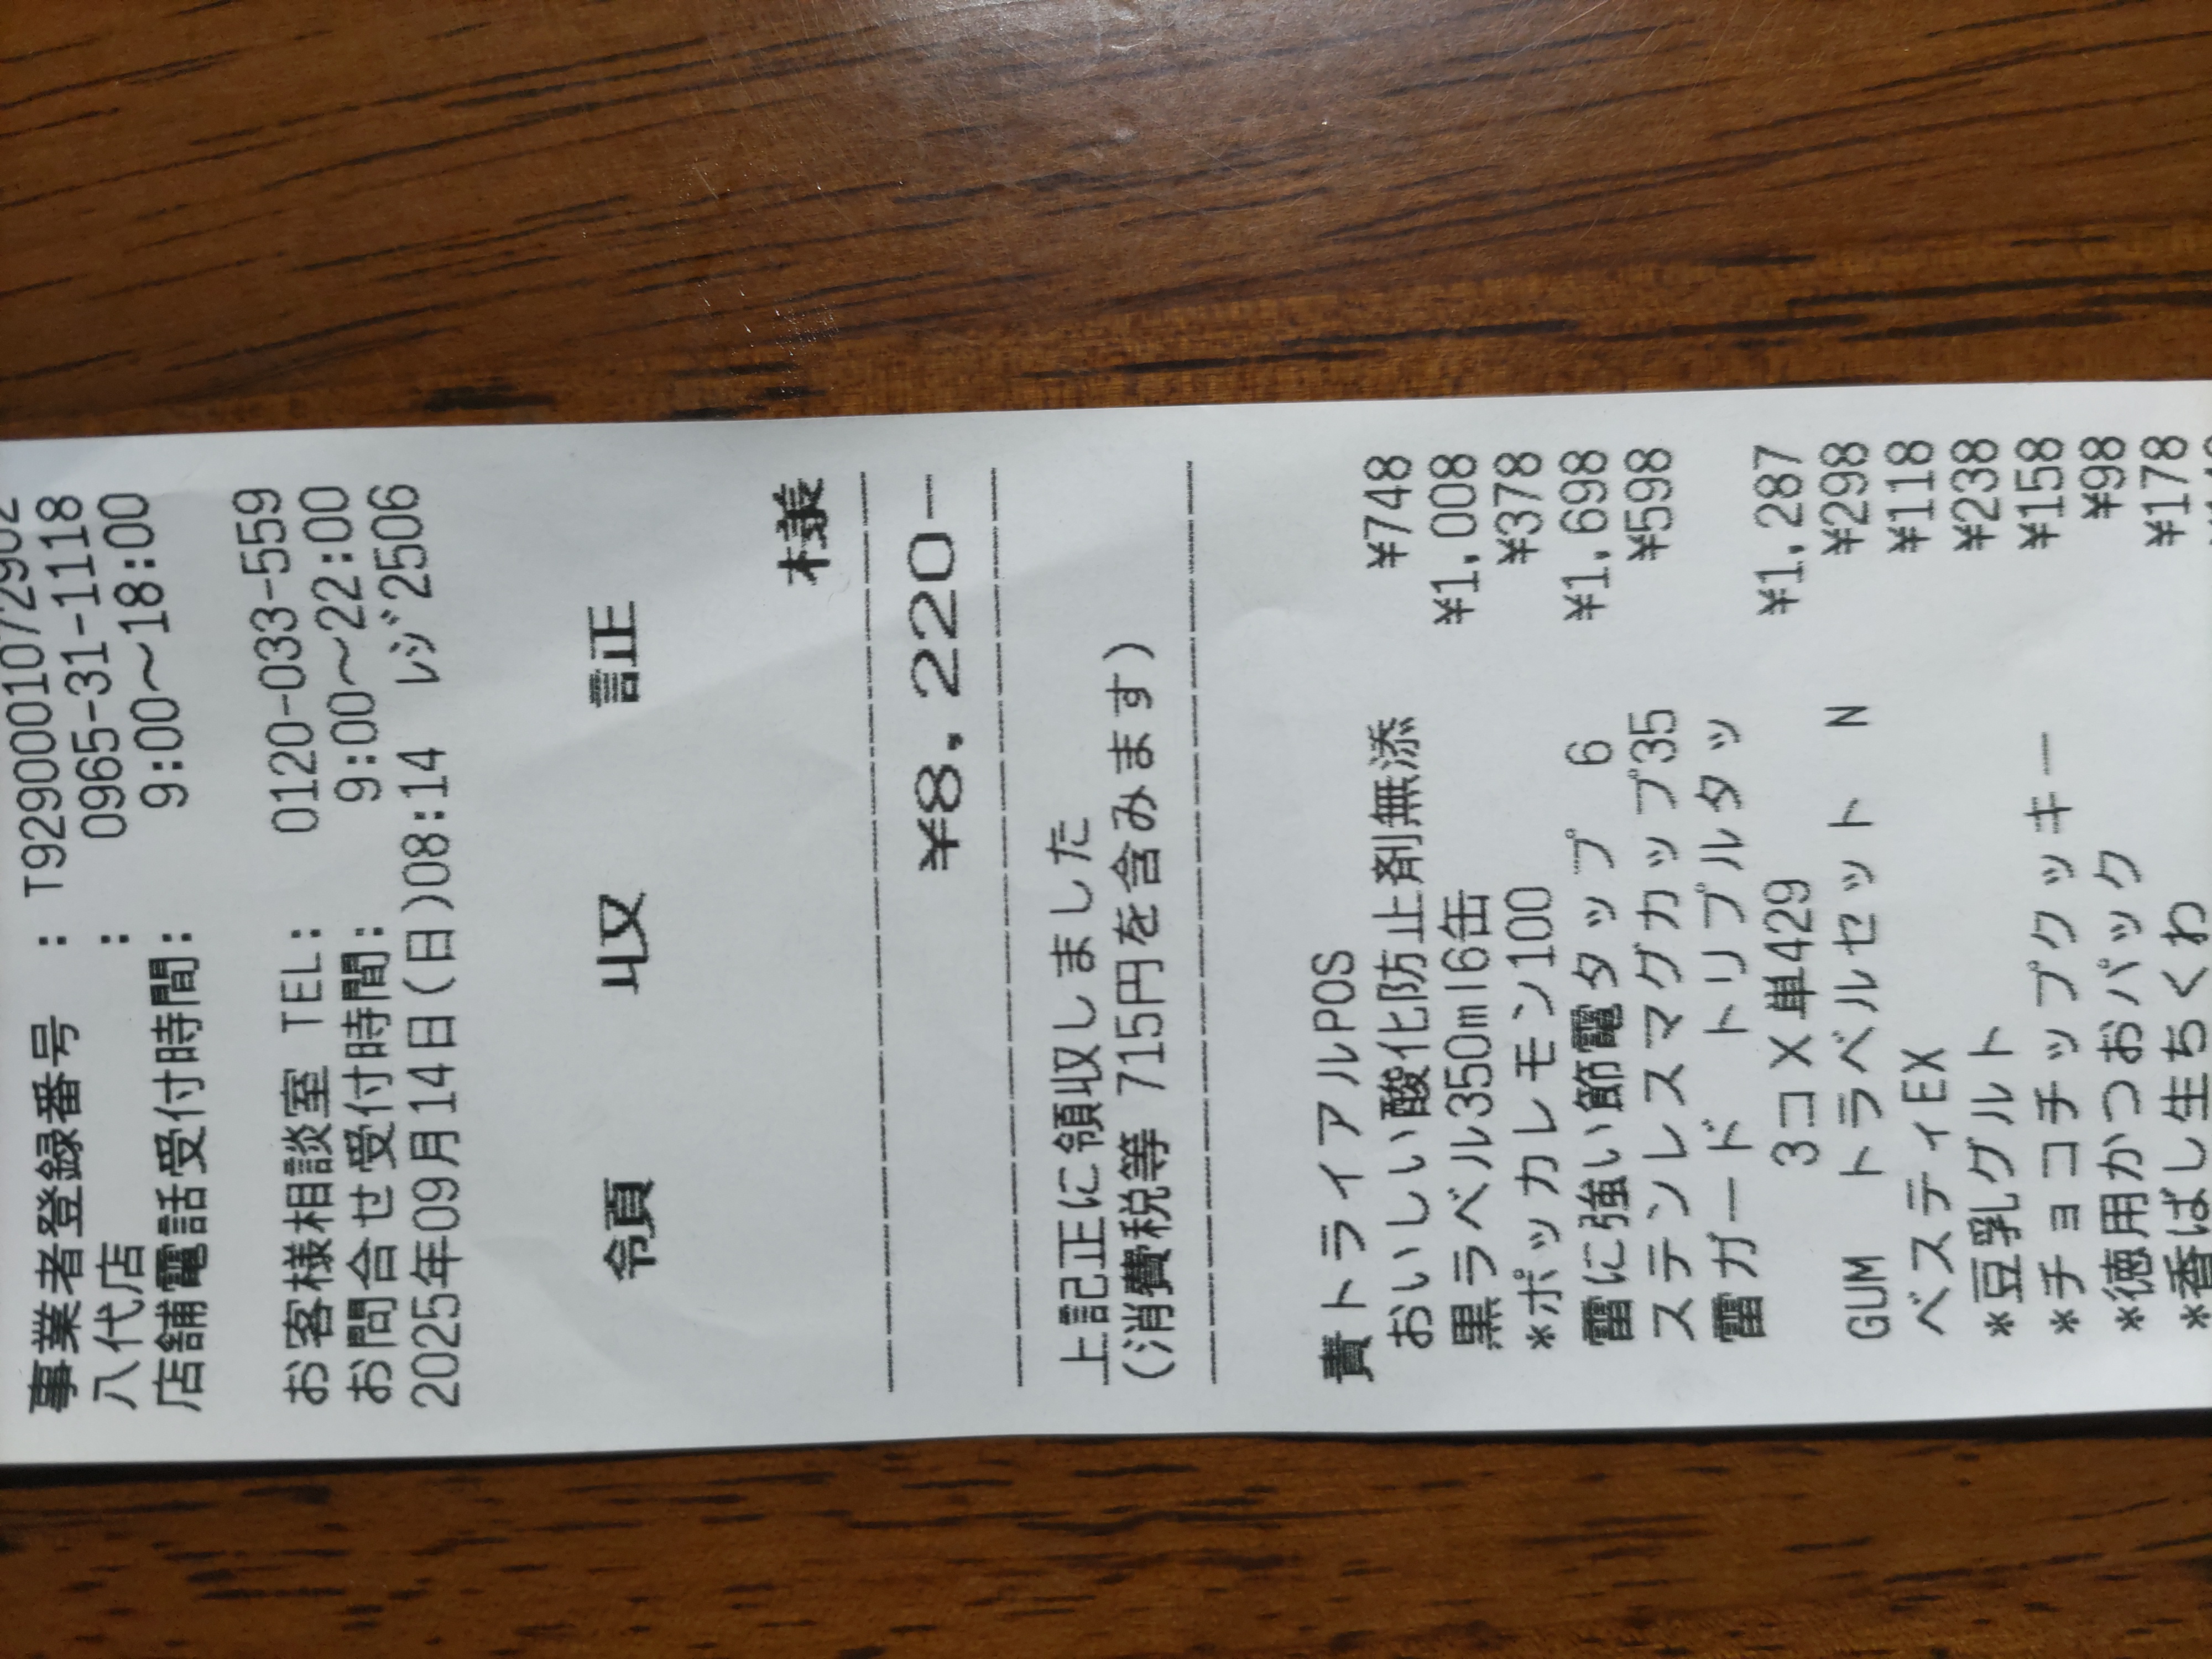 事業者登録番号 : T9290001072902
八代店 : 0965-31-1118
店舗電話受付時間: 9:00〜18:00
お客様相談室 TEL: 0120-033-559
お問合せ受付時間: 9:00〜22:00
2025年09月14日(日)08:14 レジ2506
領 収 証
様
¥8,220-
上記正に領収しました
(消費税等 715円を含みます)
責トライアルPOS
おいしい酸化防止剤無添 ¥748
黒ラベル350ml6缶 ¥1,008
*ポッカレモン100 ¥378
雷に強い節電タップ 6 ¥1,698
ステンレスマグカップ35 ¥598
雷ガード トリプルタッ
3コ X 単429 ¥1,287
GUM トラベルセット N ¥298
ベスティEX ¥118
*豆乳グルト ¥238
*チョコチップクッキー ¥158
*徳用かつおパック ¥98
*香ばし生ちくわ ¥178